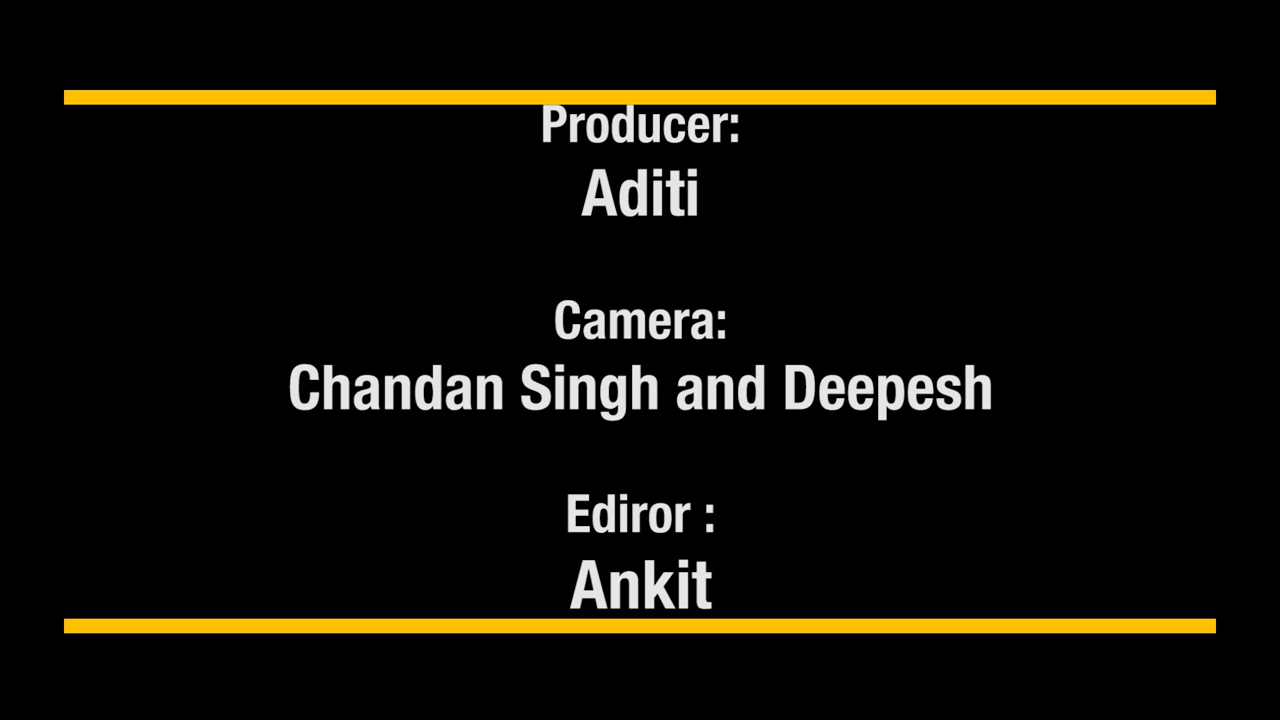 Producer:
Aditi
Camera:
Chandan Singh and Deepesh
Ediror :
Ankit